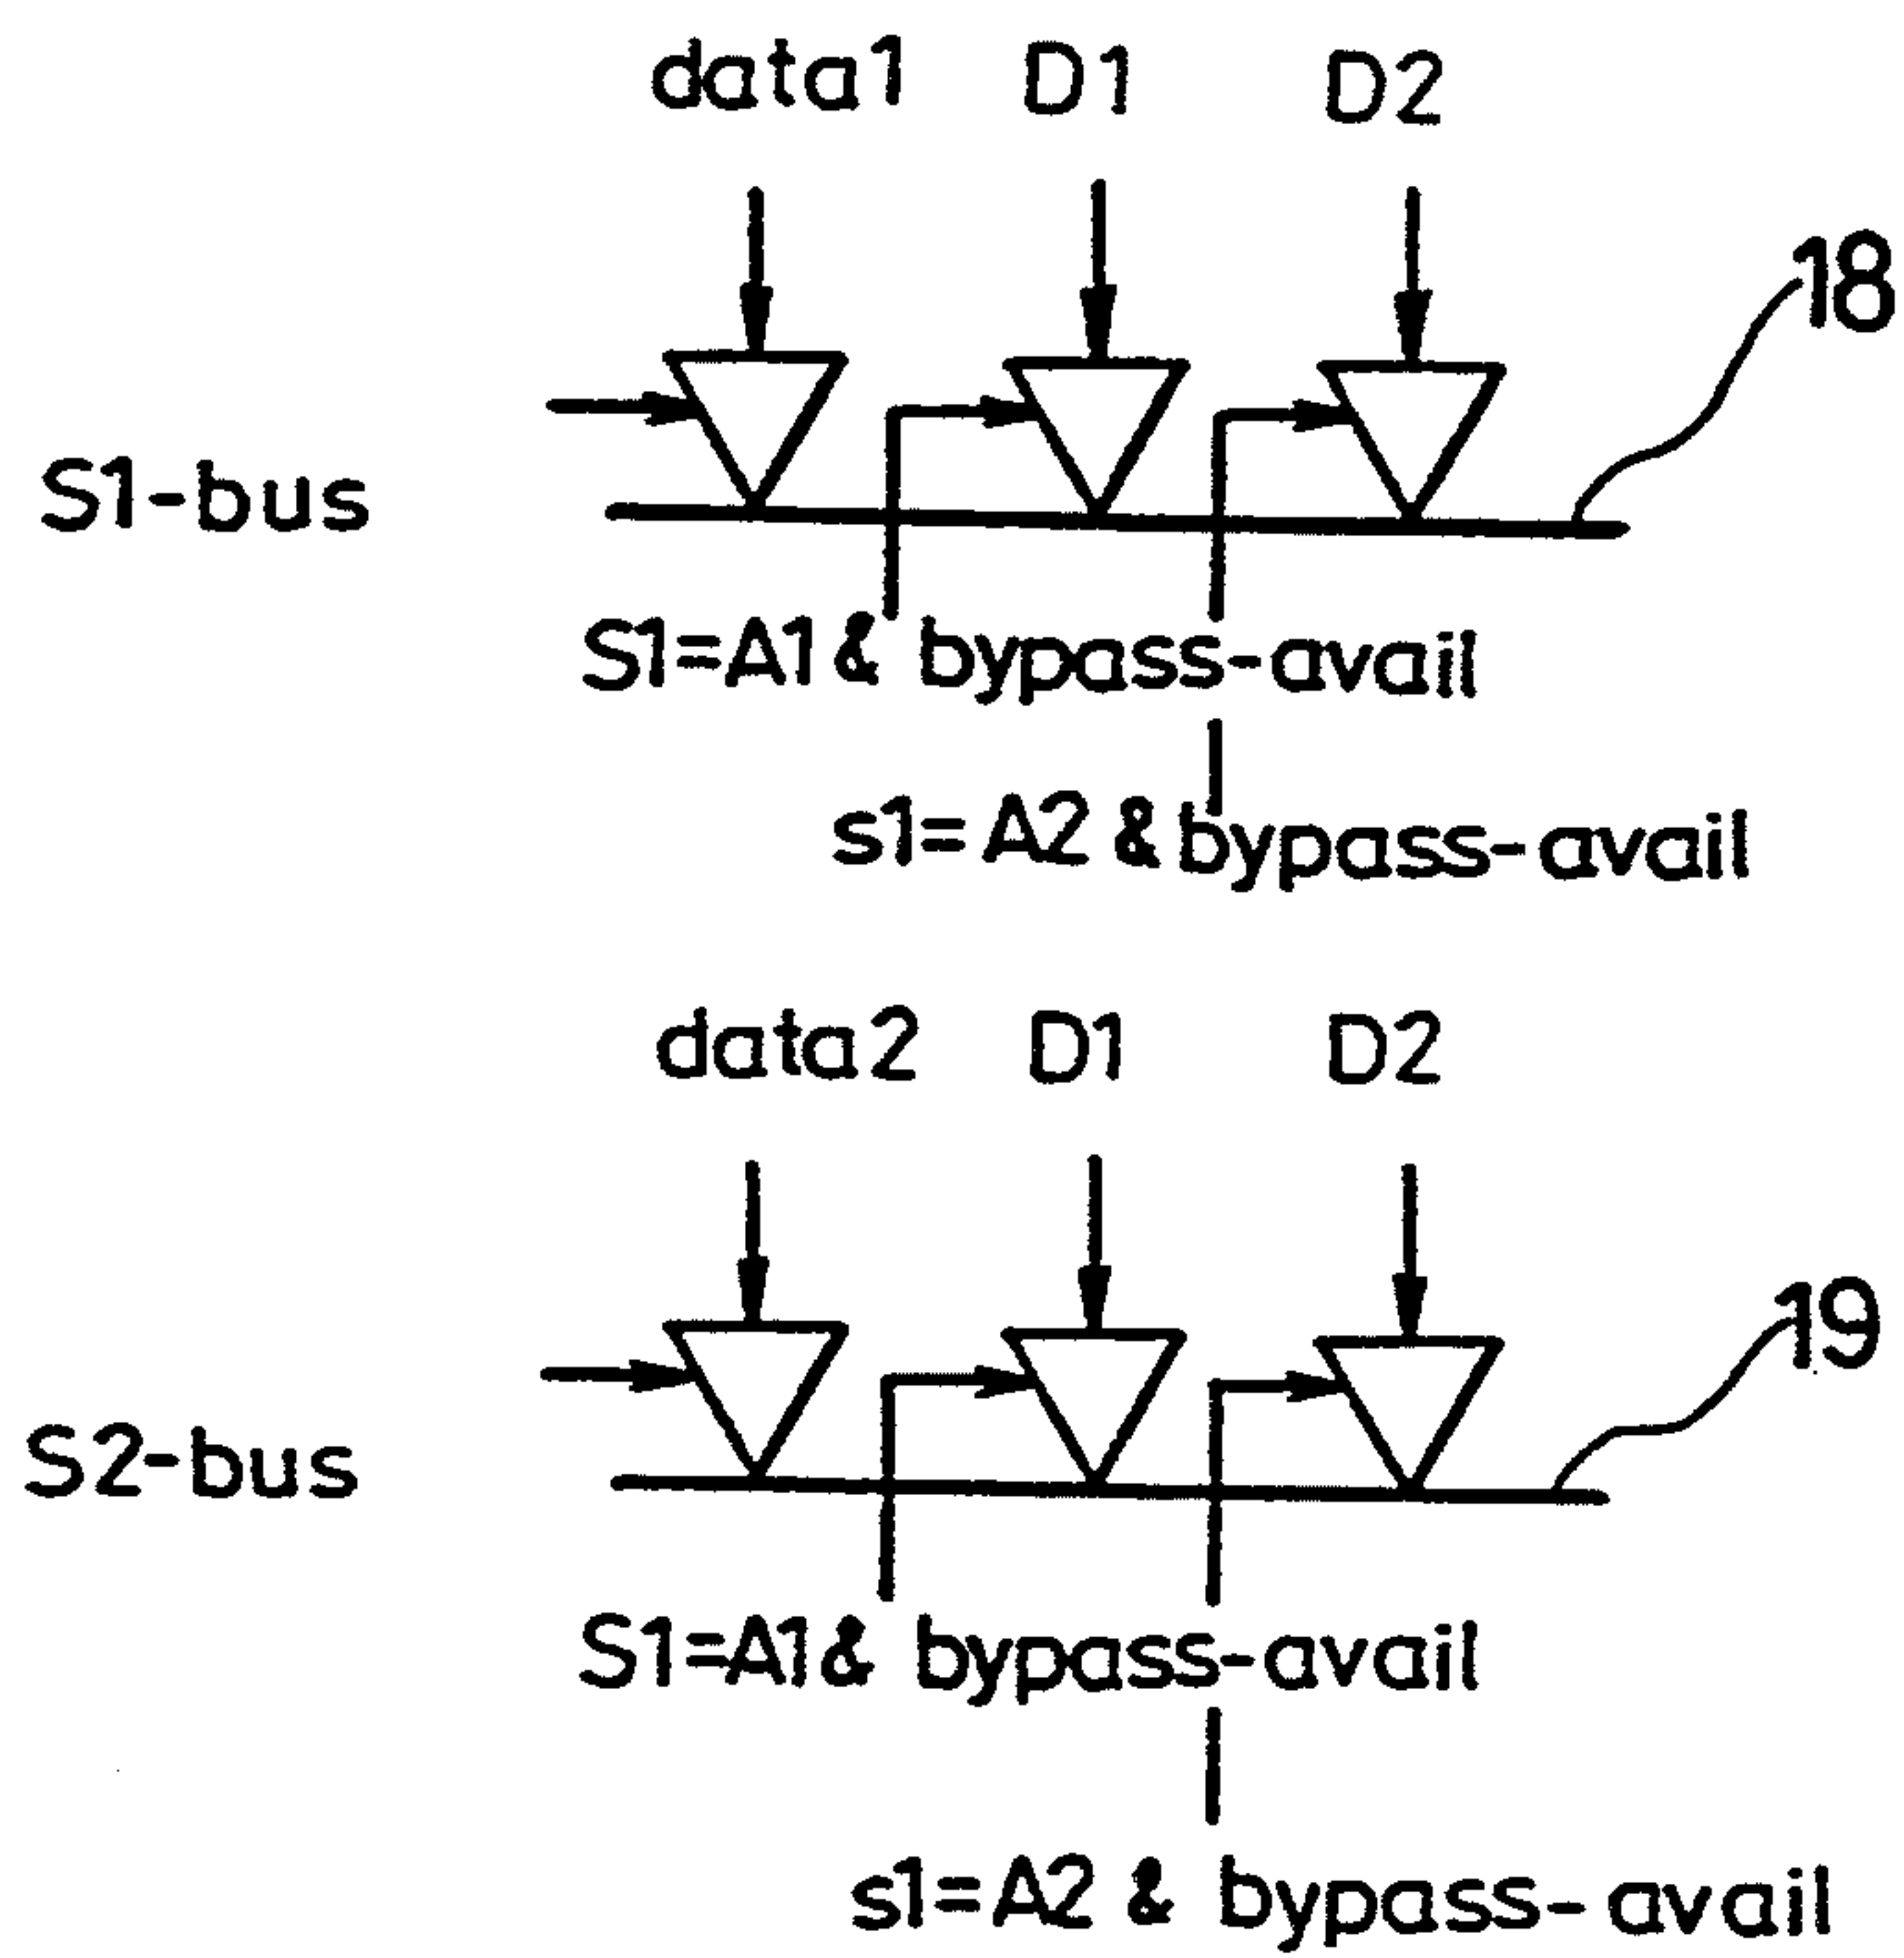 data1 D1 D2
18
S1-bus
S1=A1& bypass-avail
s1=A2 &bypass-avail
data2 D1 D2
19
S2-bus
S1=A1& bypass-avail
s1=A2 & bypass-avail